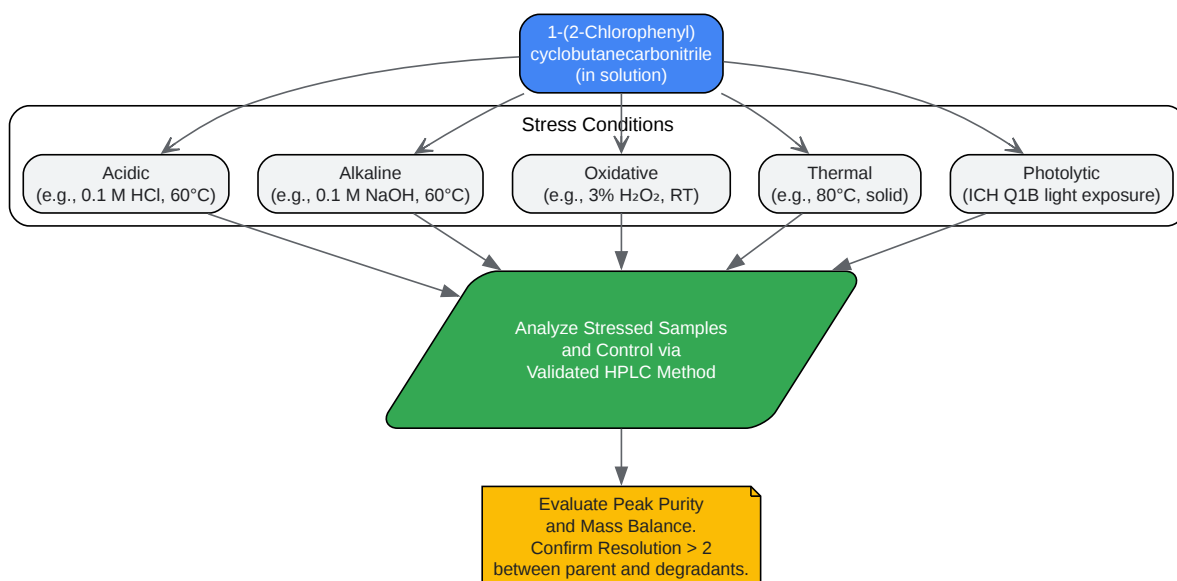 1-(2-Chlorophenyl)
cyclobutanecarbonitrile
(in solution)
Stress Conditions
Acidic
(e.g., 0.1 M HCl, 60°C)
Alkaline
(e.g., 0.1 M NaOH, 60°C)
Oxidative
(e.g., 3% H₂O₂, RT)
Thermal
(e.g., 80°C, solid)
Photolytic
(ICH Q1B light exposure)
Analyze Stressed Samples
and Control via
Validated HPLC Method
Evaluate Peak Purity
and Mass Balance.
Confirm Resolution > 2
between parent and degradants.